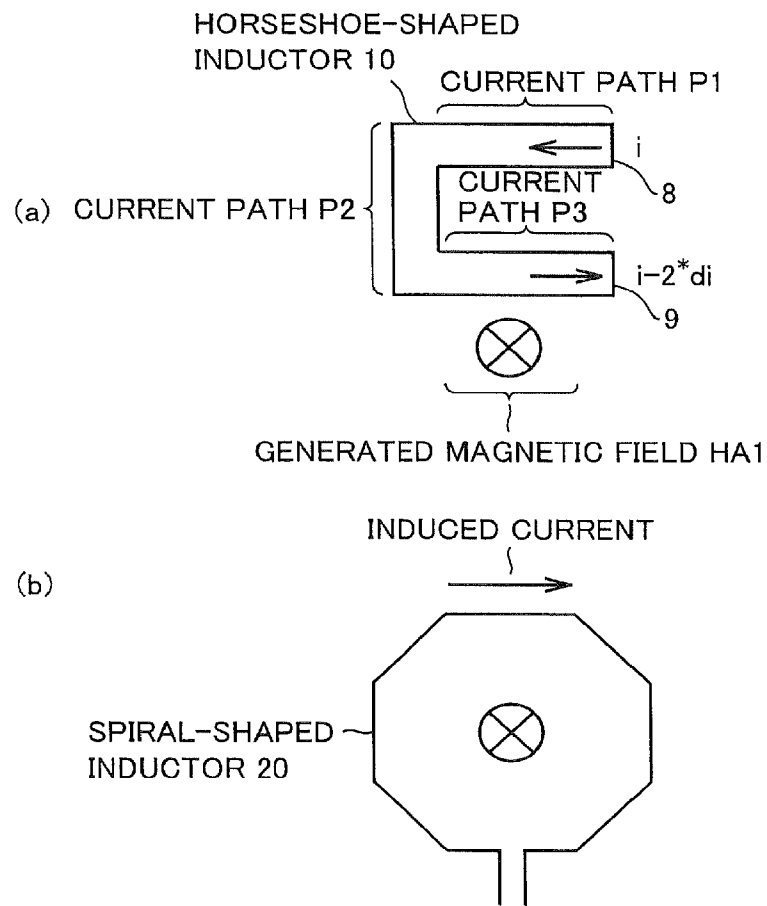 HORSESHOE-SHAPED
INDUCTOR 10
CURRENT PATH P1
i
8
(a) CURRENT PATH P2
CURRENT
PATH P3
i-2*di
9
GENERATED MAGNETIC FIELD HA1
INDUCED CURRENT
(b)
SPIRAL-SHAPED
INDUCTOR 20